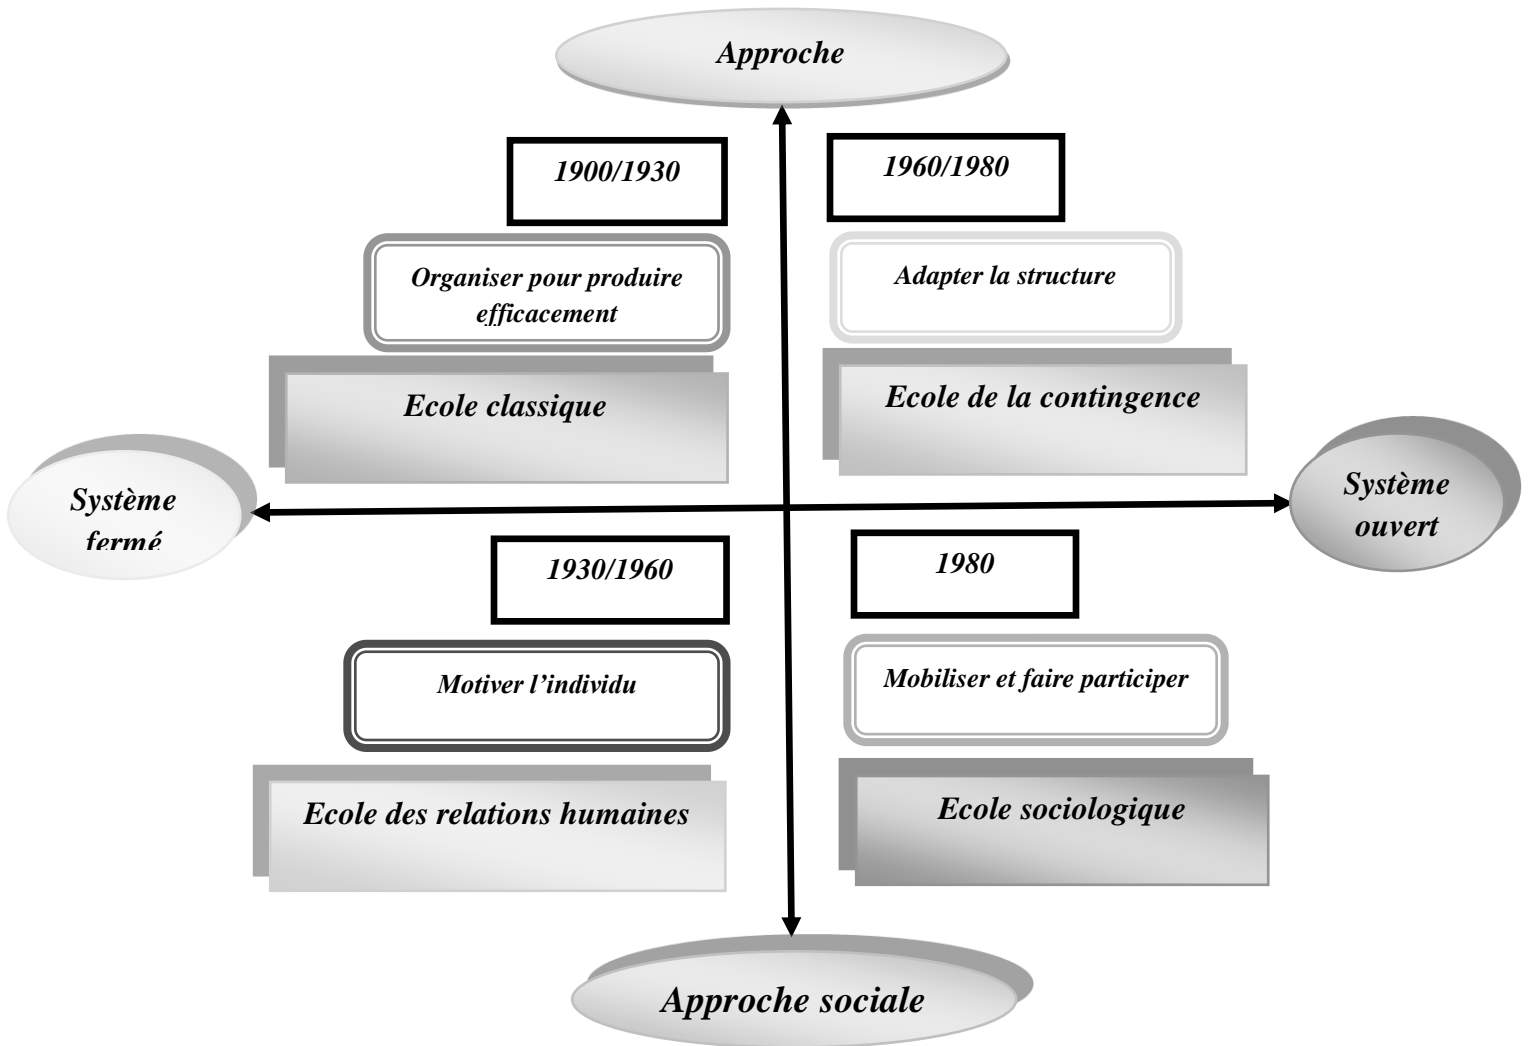 Approche
1900/1930
1960/1980
Organiser pour produire
efficacement
Adapter la structure
Ecole classique
Ecole de la contingence
Système
fermé
Système
ouvert
1930/1960
1980
Motiver l’individu
Mobiliser et faire participer
Ecole des relations humaines
Ecole sociologique
Approche sociale